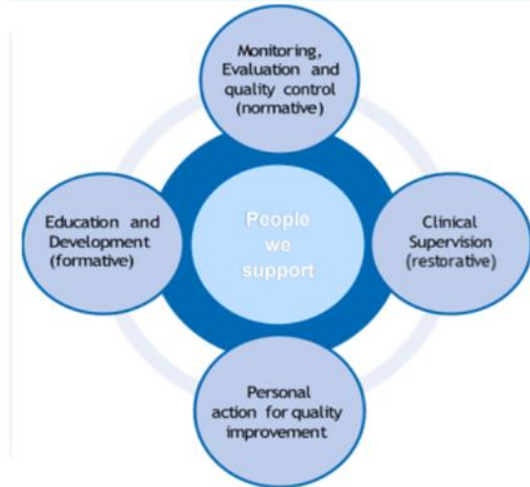 Monitoring,
Evaluation and
quality control
(normative)
Education and
Development
(formative)
People
we
support
Clinical
Supervision
(restorative)
Personal
action for quality
improvement